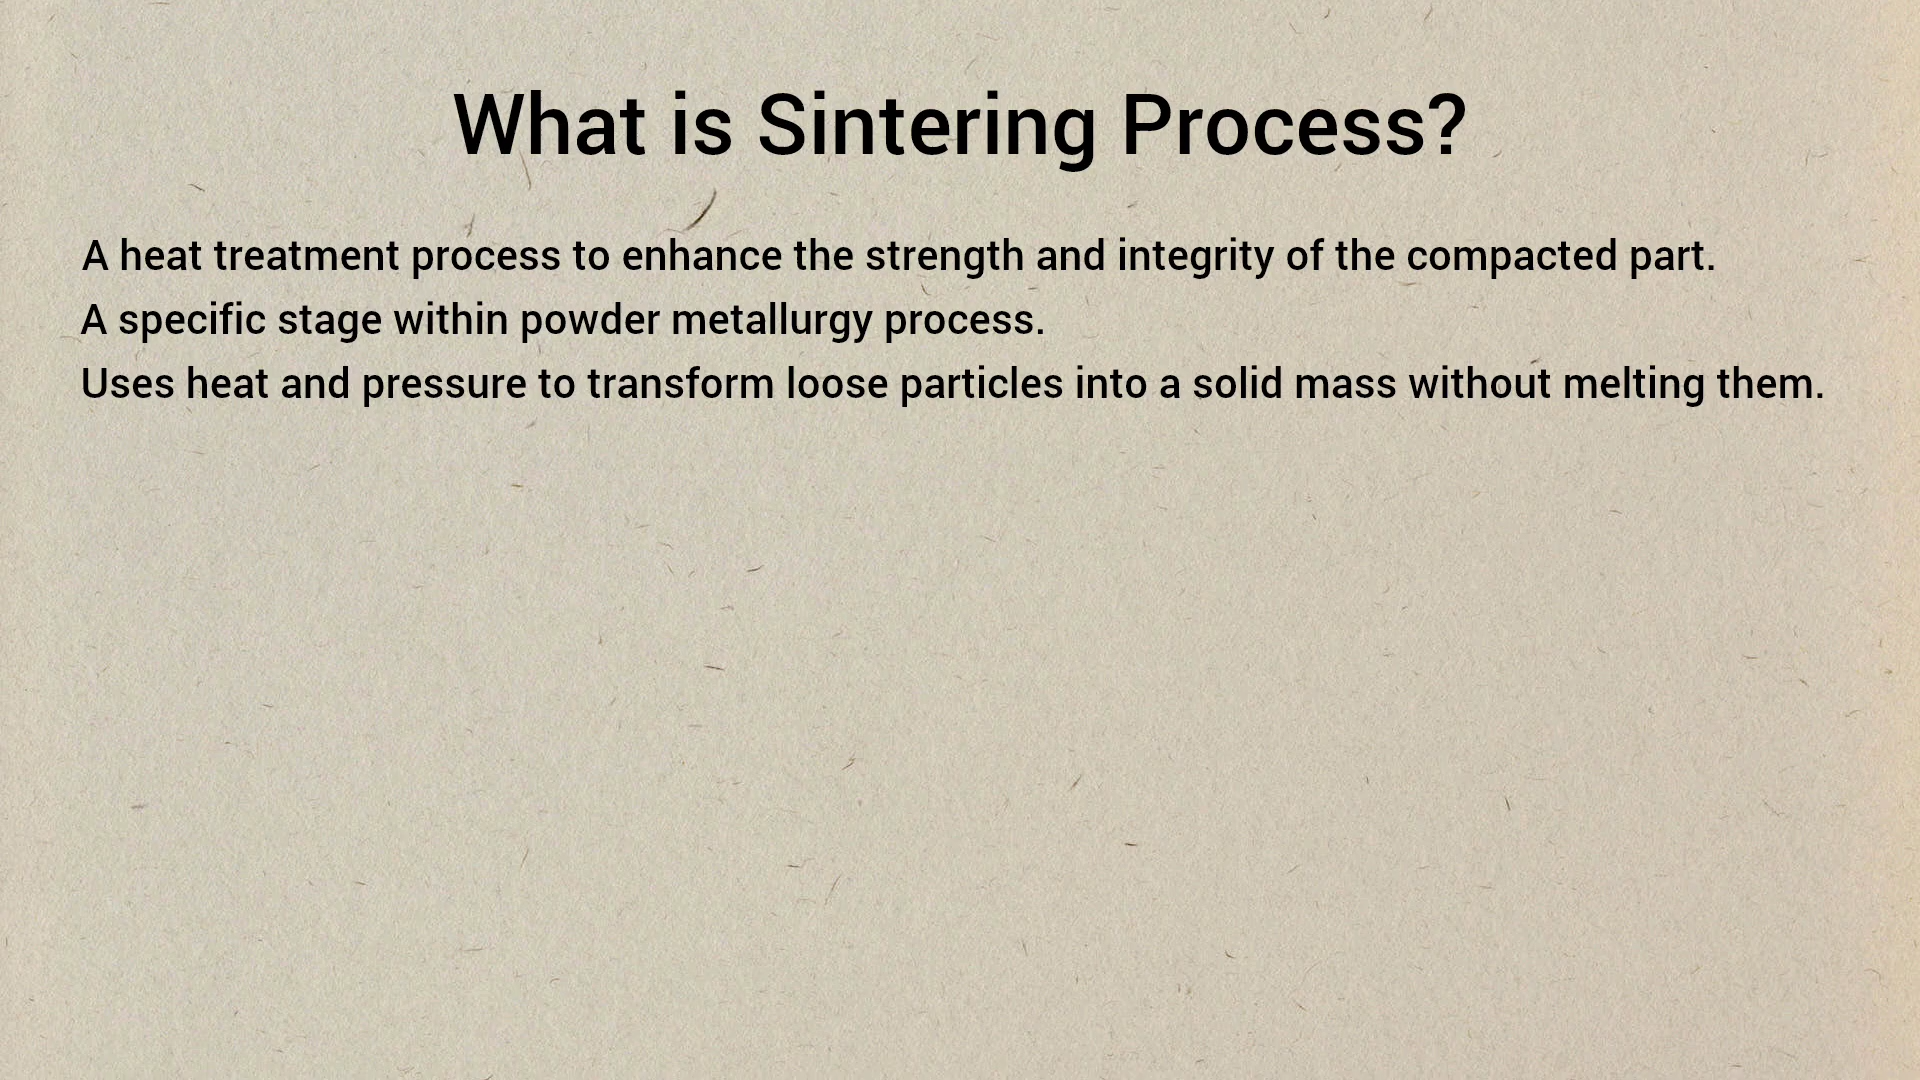 What is Sintering Process?
A heat treatment process to enhance the strength and integrity of the compacted part.
A specific stage within powder metallurgy process.
Uses heat and pressure to transform loose particles into a solid mass without melting them.